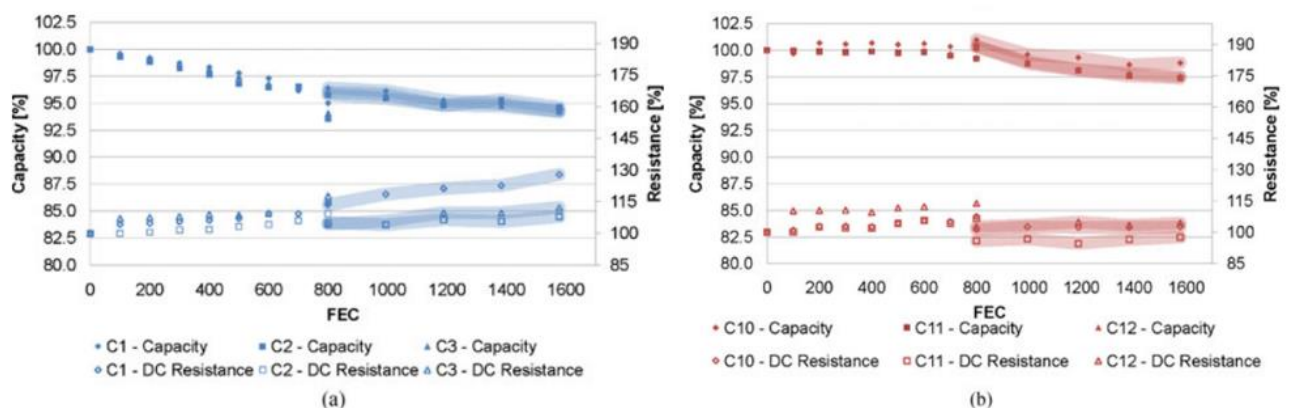 102.5
100.0
97.5
95.0
92.5
90.0
87.5
85.0
82.5
80.0
Capacity [%]
190
175
160
145
130
115
100
85
Resistance [%]
0 200 400 600 800 1000 1200 1400 1600
FEC
C1 - Capacity C2 - Capacity C3 - Capacity
C1 - DC Resistance C2 - DC Resistance C3 - DC Resistance
(a)
102.5
100.0
97.5
95.0
92.5
90.0
87.5
85.0
82.5
80.0
Capacity [%]
190
175
160
145
130
115
100
85
Resistance [%]
0 200 400 600 800 1000 1200 1400 1600
FEC
C10 - Capacity C11 - Capacity C12 - Capacity
C10 - DC Resistance C11 - DC Resistance C12 - DC Resistance
(b)